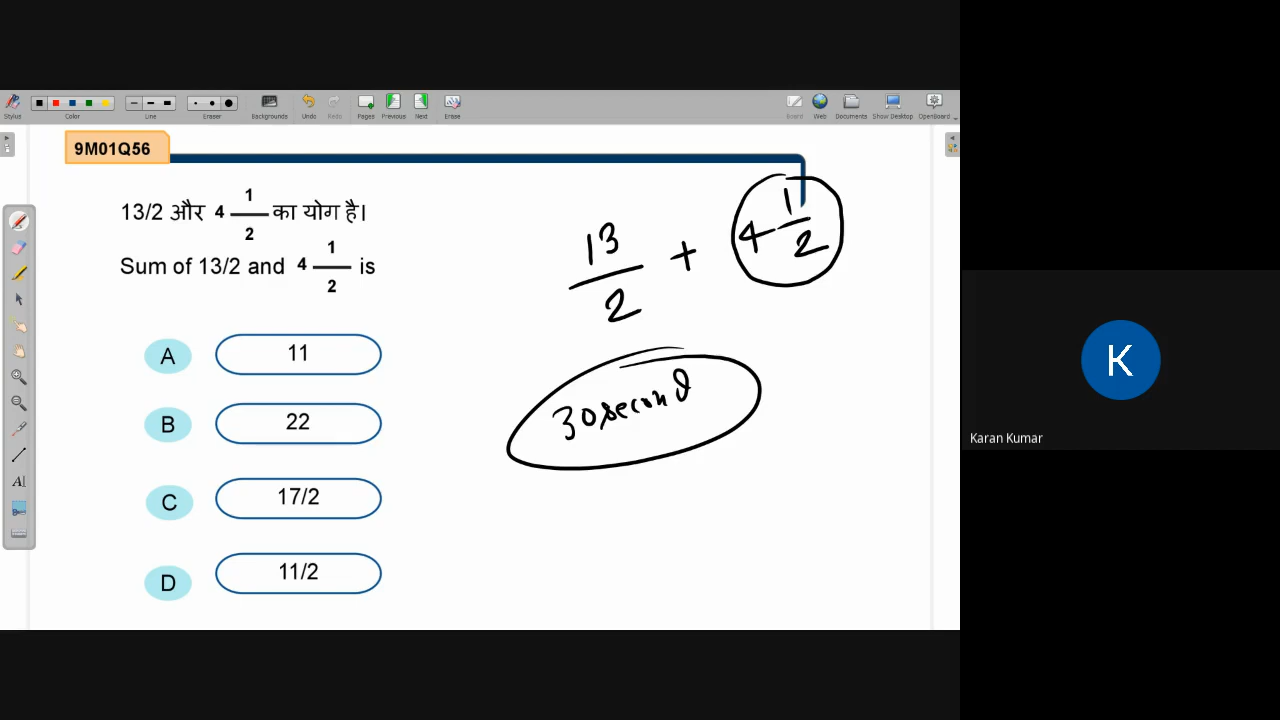 Stylus Color Line Eraser Backgrounds Undo Redo Pages Previous Next Erase Board Web Documents Show Desktop OpenBoard
9M01Q56
13/2 और 4 1/2 का योग है।
Sum of 13/2 and 4 1/2 is
A 11
B 22
C 17/2
D 11/2
13/2 + 4 1/2
30 second
K
Karan Kumar